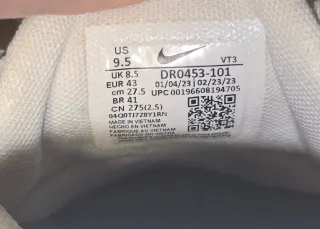 US
9.5
VT3
UK 8.5
EUR 43
cm 27.5
BR 41
CN 275(2.5)
DR0453-101
01/04/23 | 02/23/23
UPC 00196608194705
04Q0TJ7Z8Y1RN
MADE IN VIETNAM
HECHO EN VIETNAM
FABRIQUÉ AU VIETNAM